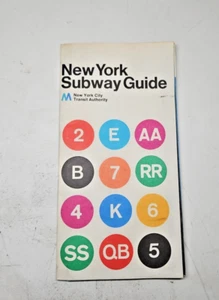 New York
Subway Guide
M New York City
Transit Authority
2 E AA
B 7 RR
4 K 6
SS QB 5